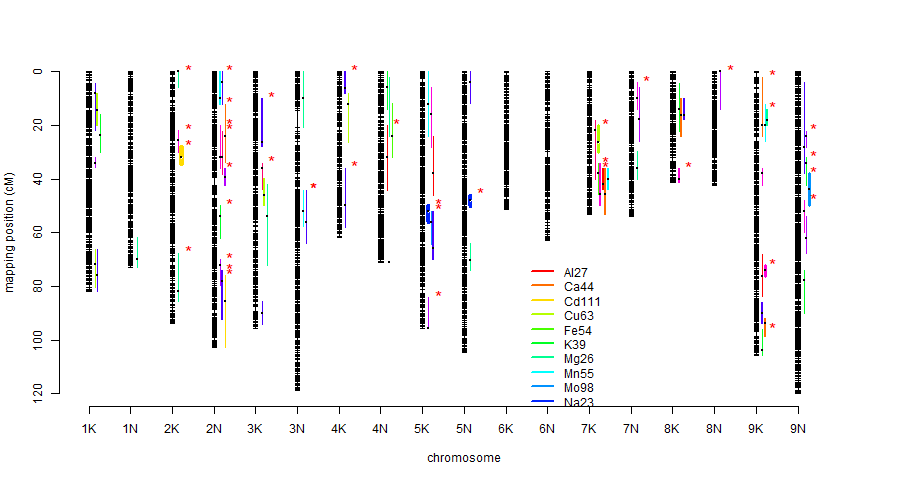 0
20
40
60
80
100
120
mapping position (cM)
Al27
Ca44
Cd111
Cu63
Fe54
K39
Mg26
Mn55
Mo98
Na23
1K 1N 2K 2N 3K 3N 4K 4N 5K 5N 6K 6N 7K 7N 8K 8N 9K 9N
chromosome